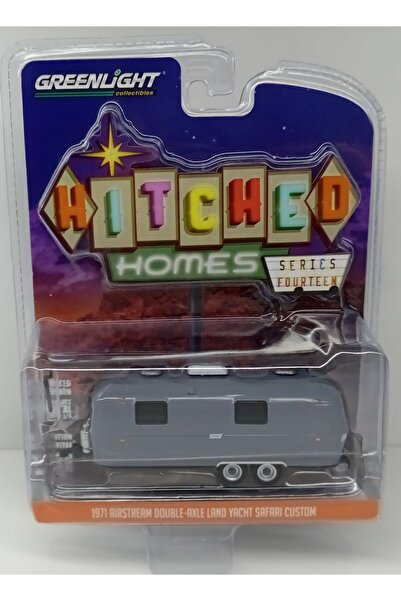 GREENLIGHT
collectibles
HITCHED
HOMES
SERIES
FOURTEEN
1971 AIRSTREAM DOUBLE-AXLE LAND YACHT SAFARI CUSTOM